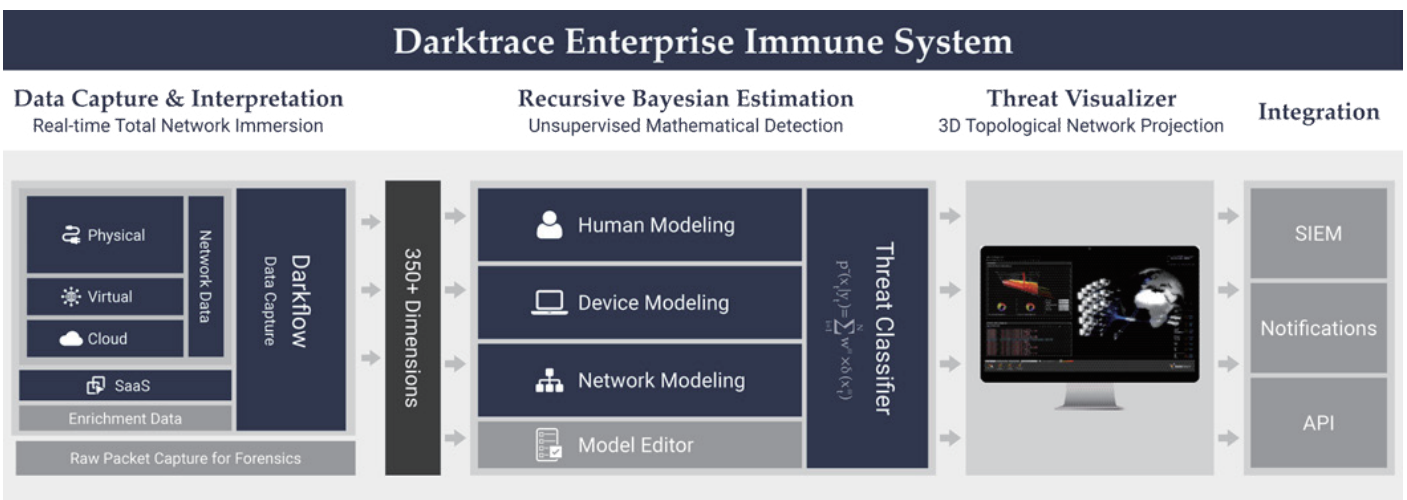 Darktrace Enterprise Immune System
Data Capture & Interpretation
Real-time Total Network Immersion
Recursive Bayesian Estimation
Unsupervised Mathematical Detection
Threat Visualizer
3D Topological Network Projection
Integration
Physical
Virtual
Cloud
Network Data
SaaS
Enrichment Data
Darkflow
Data Capture
Raw Packet Capture for Forensics
350+ Dimensions
Human Modeling
Device Modeling
Network Modeling
Model Editor
Threat Classifier
SIEM
Notifications
API